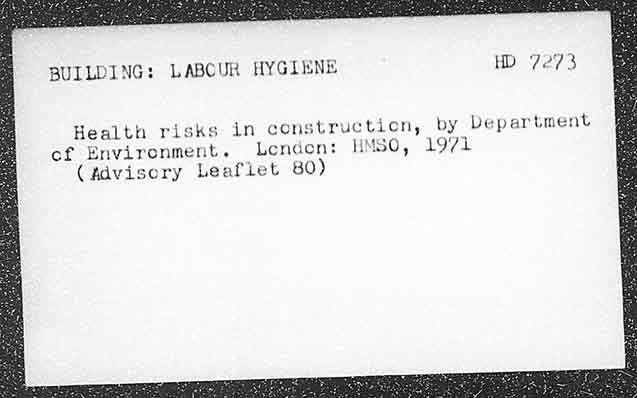 BUILDING: LABOUR HYGIENE HD 7273
Health risks in construction, by Department
of Environment. London: HMSO, 1971
(Advisory Leaflet 80)